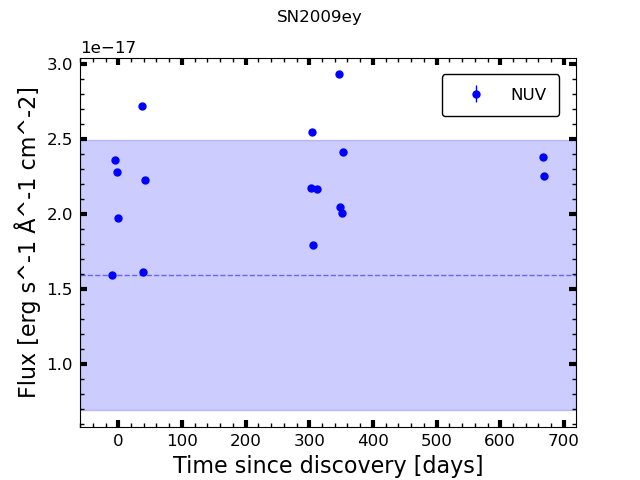 SN2009ey
1e−17
3.0
2.5
2.0
1.5
1.0
Flux [erg s^-1 Å^-1 cm^-2]
NUV
0 100 200 300 400 500 600 700
Time since discovery [days]